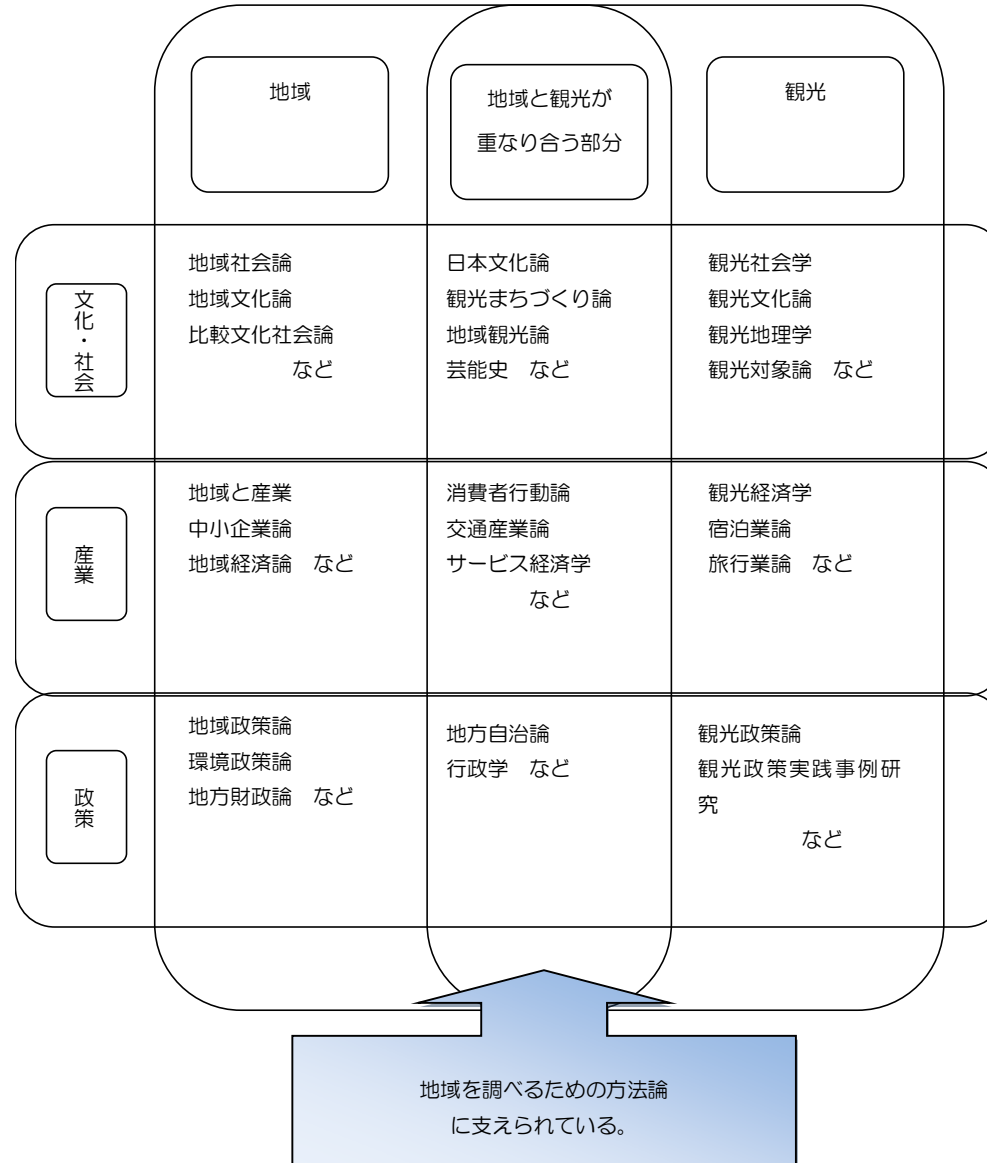 地域
地域と観光が
重なり合う部分
観光
文化・社会
地域社会論
地域文化論
比較文化社会論
など
日本文化論
観光まちづくり論
地域観光論
芸能史　など
観光社会学
観光文化論
観光地理学
観光対象論　など
産業
地域と産業
中小企業論
地域経済論　など
消費者行動論
交通産業論
サービス経済学
など
観光経済学
宿泊業論
旅行業論　など
政策
地域政策論
環境政策論
地方財政論　など
地方自治論
行政学　など
観光政策論
観光政策実践事例研
究
など
地域を調べるための方法論
に支えられている。